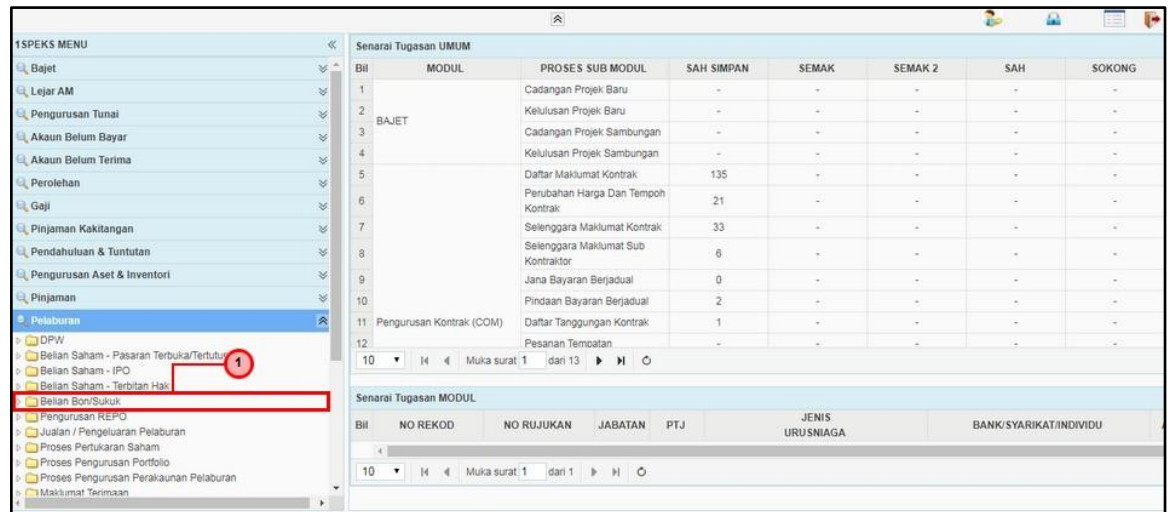 1SPEKS MENU
Bajet
Lejar AM
Pengurusan Tunai
Akaun Belum Bayar
Akaun Belum Terima
Perolehan
Gaji
Pinjaman Kakitangan
Pendahuluan & Tuntutan
Pengurusan Aset & Inventori
Pinjaman
Pelaburan
DPW
Belian Saham - Pasaran Terbuka/Tertutup
Belian Saham - IPO
Belian Saham - Terbitan Hak
1
Belian Bon/Sukuk
Pengurusan REPO
Jualan / Pengeluaran Pelaburan
Proses Pertukaran Saham
Proses Pengurusan Portfolio
Proses Pengurusan Perakaunan Pelaburan
Maklumat Terimaan
Senarai Tugasan UMUM
Bil MODUL PROSES SUB MODUL SAH SIMPAN SEMAK SEMAK 2 SAH SOKONG
1 Cadangan Projek Baru - - - - -
2 Kelulusan Projek Baru - - - - -
BAJET
3 Cadangan Projek Sambungan - - - - -
4 Kelulusan Projek Sambungan - - - - -
5 Daftar Maklumat Kontrak 135 - - - -
6 Perubahan Harga Dan Tempoh
Kontrak 21 - - - -
7 Selenggara Maklumat Kontrak 33 - - - -
8 Selenggara Maklumat Sub
Kontraktor 6 - - - -
9 Jana Bayaran Berjadual 0 - - - -
10 Pindaan Bayaran Berjadual 2 - - - -
11 Pengurusan Kontrak (COM) Daftar Tanggungan Kontrak 1 - - - -
12 Pesanan Tempatan - - - - -
10 Muka surat 1 dari 13
Senarai Tugasan MODUL
Bil NO REKOD NO RUJUKAN JABATAN PTJ JENIS
URUSNIAGA BANK/SYARIKAT/INDIVIDU
10 Muka surat 1 dari 1